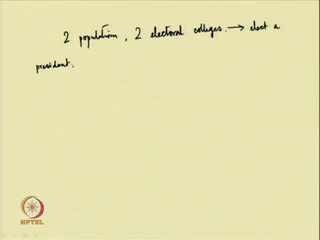 2 population, 2 electoral colleges. → elect a
president.
NPTEL